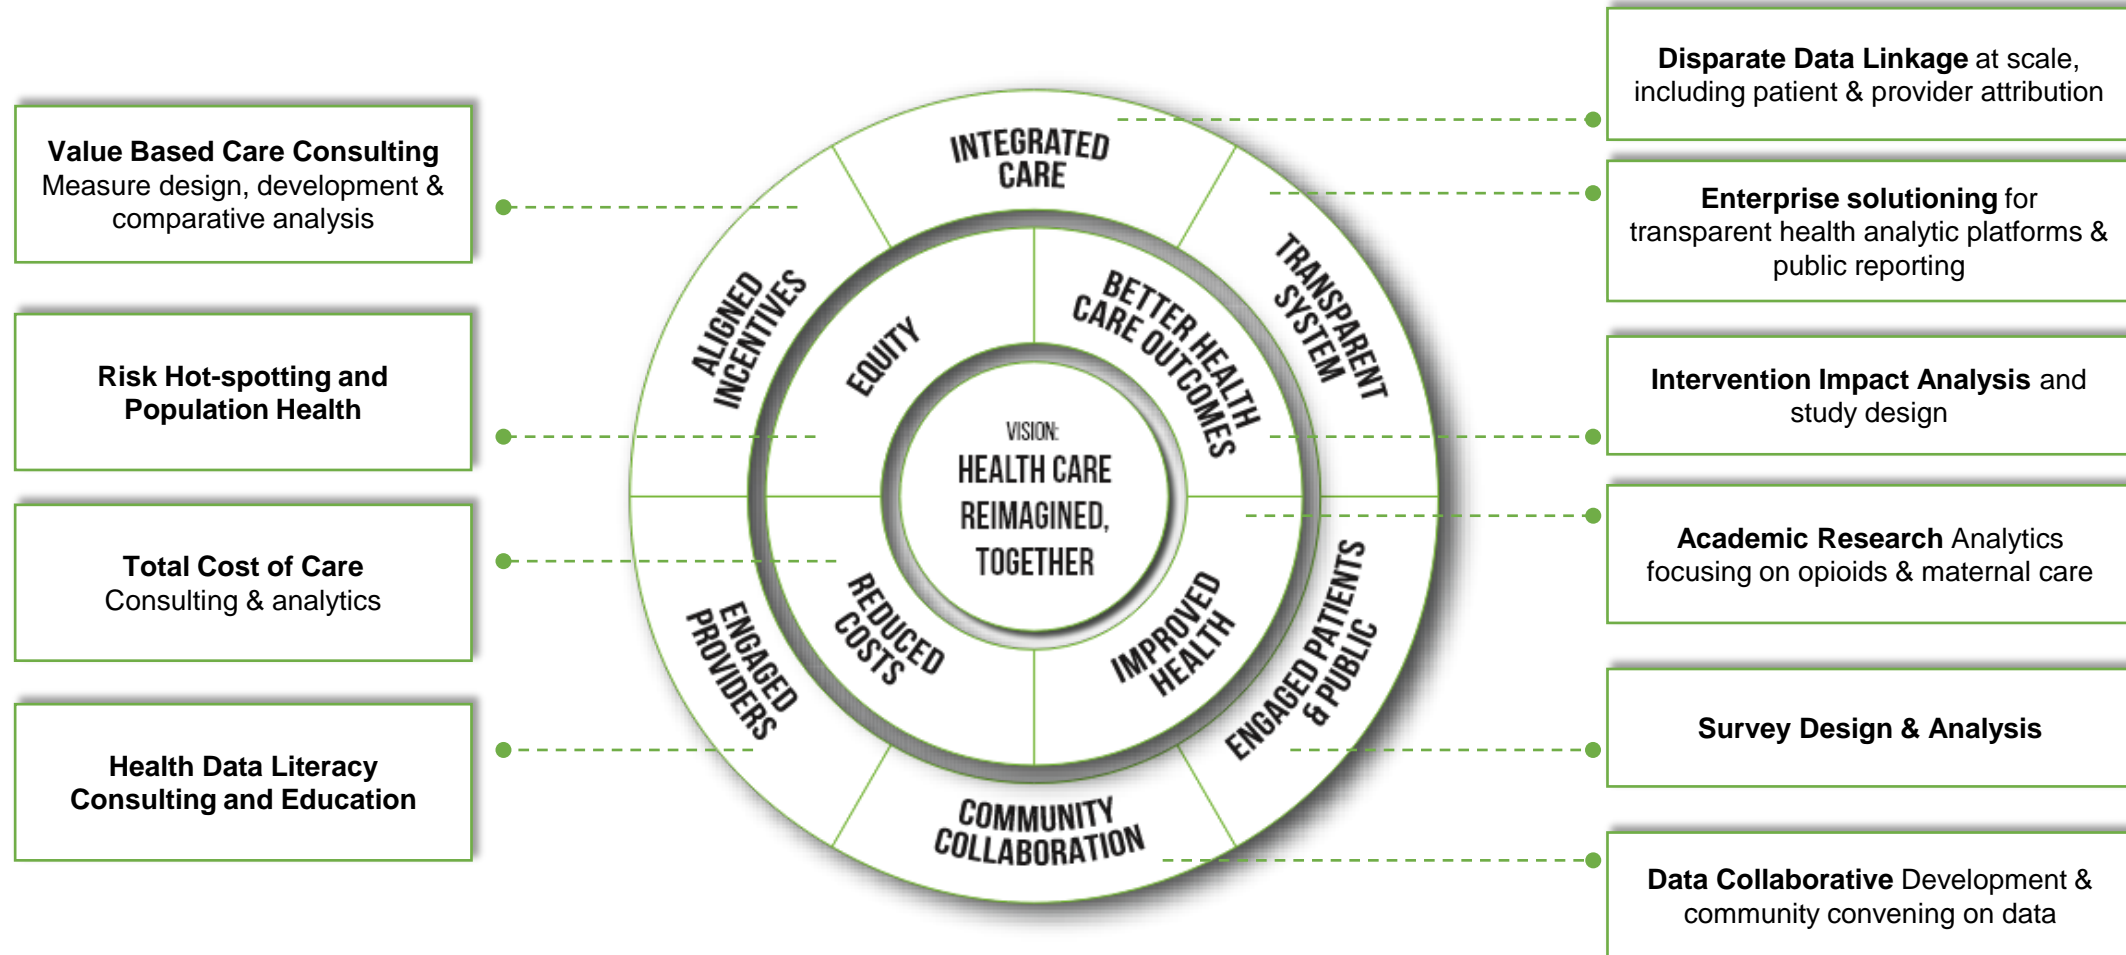 Value Based Care Consulting
Measure design, development &
comparative analysis
Risk Hot-spotting and
Population Health
Total Cost of Care
Consulting & analytics
Health Data Literacy
Consulting and Education
INTEGRATED
CARE
TRANSPARENT
SYSTEM
ENGAGED PATIENTS
& PUBLIC
COMMUNITY
COLLABORATION
ENGAGED
PROVIDERS
ALIGNED
INCENTIVES
EQUITY
BETTER HEALTH
CARE OUTCOMES
IMPROVED
HEALTH
REDUCED
COSTS
VISION:
HEALTH CARE
REIMAGINED,
TOGETHER
Disparate Data Linkage at scale,
including patient & provider attribution
Enterprise solutioning for
transparent health analytic platforms &
public reporting
Intervention Impact Analysis and
study design
Academic Research Analytics
focusing on opioids & maternal care
Survey Design & Analysis
Data Collaborative Development &
community convening on data